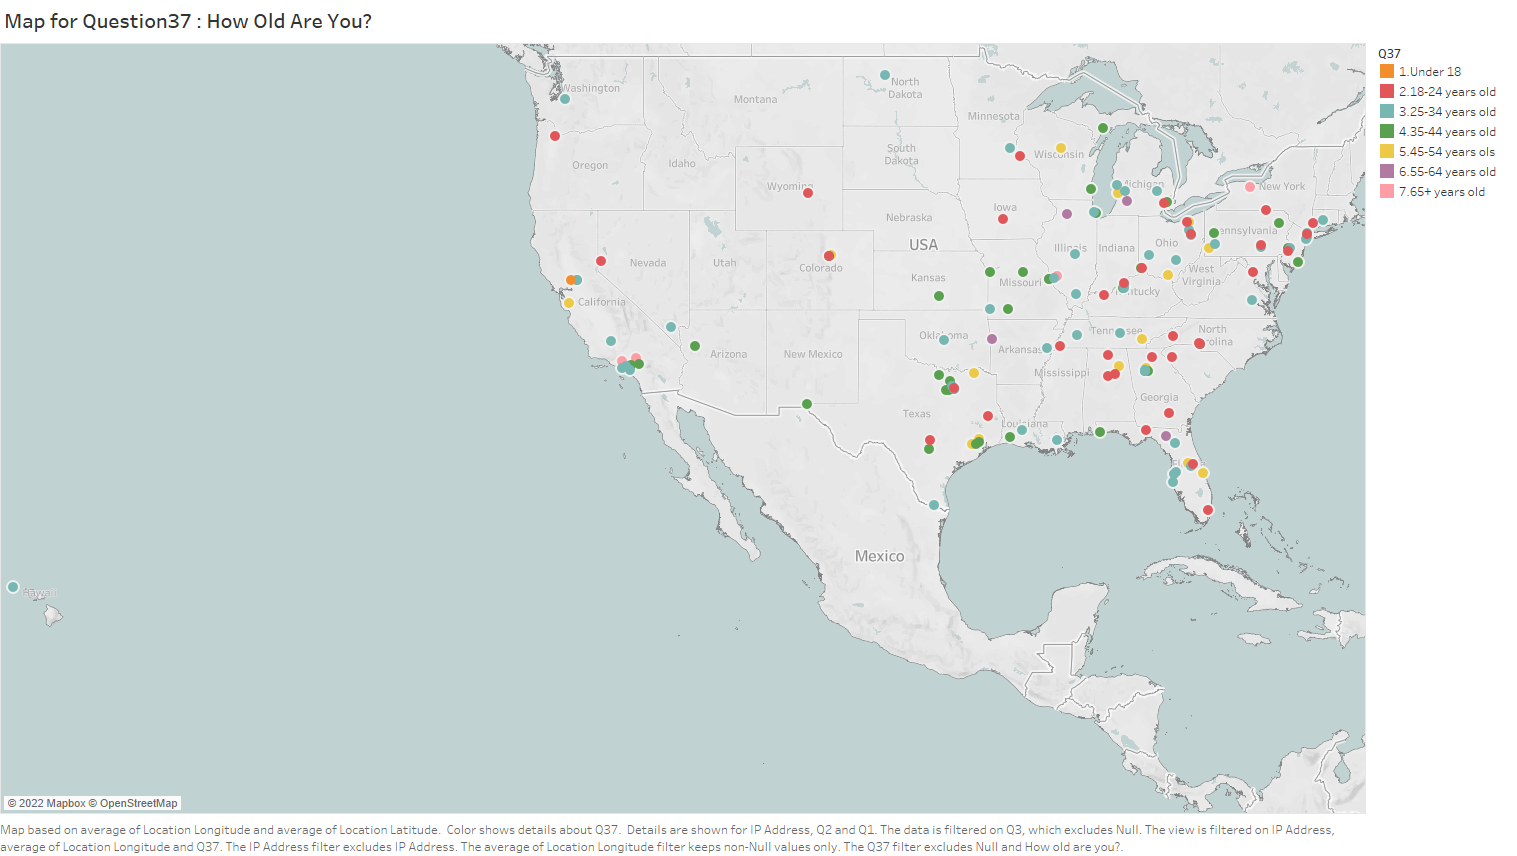 Map for Question37 : How Old Are You?
Q37
1.Under 18
2.18-24 years old
3.25-34 years old
4.35-44 years old
5.45-54 years ols
6.55-64 years old
7.65+ years old
Washington
Montana
North
Dakota
Minnesota
Oregon
Idaho
South
Dakota
Wisconsin
Wyoming
Michigan
New York
Iowa
Nebraska
USA
Nevada
Utah
Colorado
Kansas
Illinois
Indiana
Ohio
Pennsylvania
West
Virginia
Missouri
Kentucky
California
Arizona
New Mexico
Oklahoma
Arkansas
Tennessee
North
Carolina
Mississippi
Georgia
Texas
Louisiana
Mexico
Hawaii
© 2022 Mapbox © OpenStreetMap
Map based on average of Location Longitude and average of Location Latitude.  Color shows details about Q37.  Details are shown for IP Address, Q2 and Q1. The data is filtered on Q3, which excludes Null. The view is filtered on IP Address,
average of Location Longitude and Q37. The IP Address filter excludes IP Address. The average of Location Longitude filter keeps non-Null values only. The Q37 filter excludes Null and How old are you?.